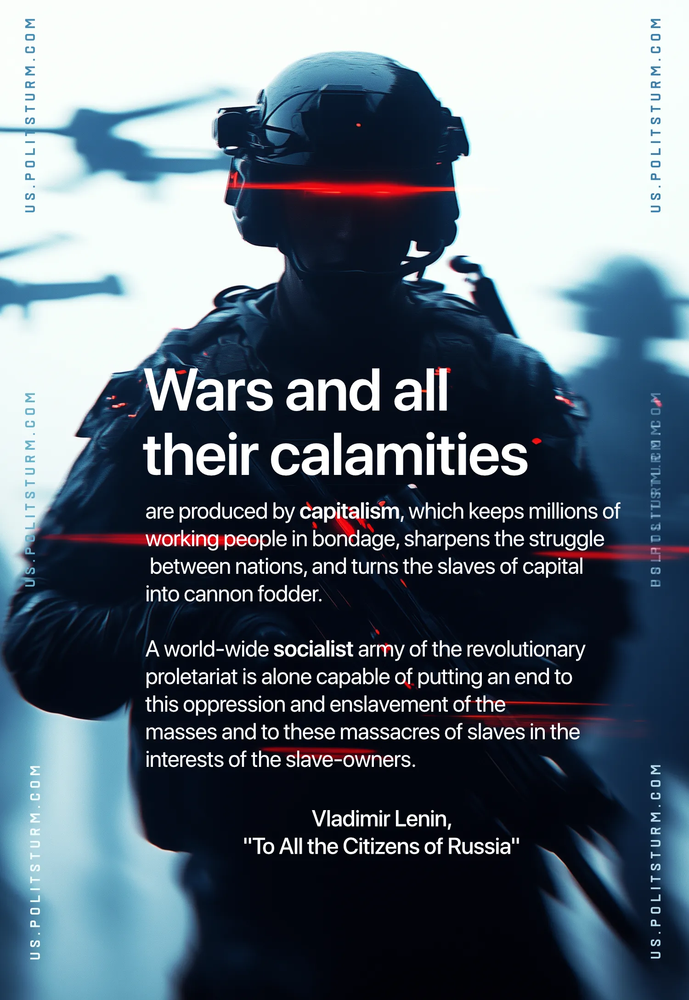 US.POLITSTURM.COM
US.POLITSTURM.COM
Wars and all
their calamities
are produced by capitalism, which keeps millions of
working people in bondage, sharpens the struggle
between nations, and turns the slaves of capital
into cannon fodder.
A world-wide socialist army of the revolutionary
proletariat is alone capable of putting an end to
this oppression and enslavement of the
masses and to these massacres of slaves in the
interests of the slave-owners.
Vladimir Lenin,
"To All the Citizens of Russia"
US.POLITSTURM.COM
US.POLITSTURM.COM
US.POLITSTURM.COM